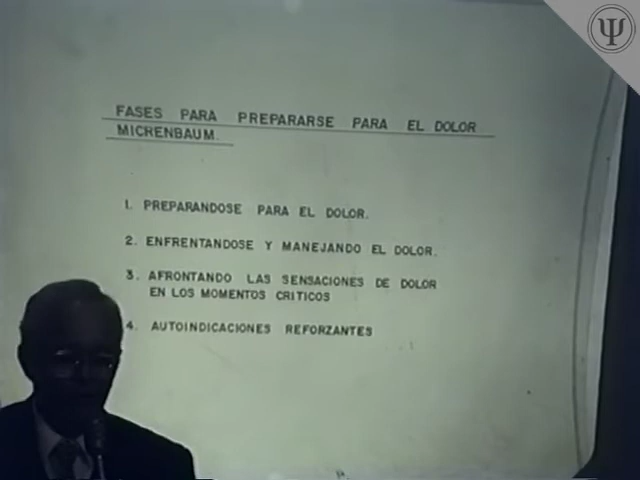 FASES PARA PREPARARSE PARA EL DOLOR
MICRENBAUM.
1. PREPARANDOSE PARA EL DOLOR.
2. ENFRENTANDOSE Y MANEJANDO EL DOLOR.
3. AFRONTANDO LAS SENSACIONES DE DOLOR
EN LOS MOMENTOS CRITICOS
4. AUTOINDICACIONES REFORZANTES
Ψ